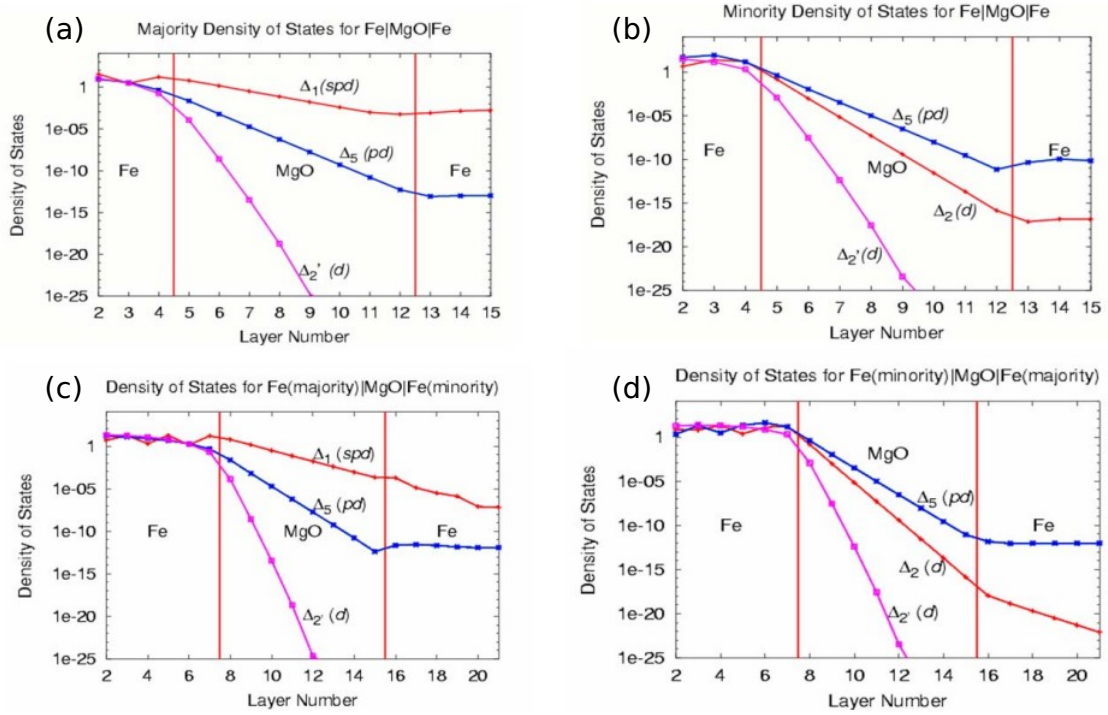 (a)
Majority Density of States for Fe|MgO|Fe
Density of States
1
1e-05
1e-10
1e-15
1e-20
1e-25
Δ1(spd)
Δ5 (pd)
Fe
MgO
Fe
Δ2' (d)
2 3 4 5 6 7 8 9 10 11 12 13 14 15
Layer Number
(b)
Minority Density of States for Fe|MgO|Fe
Density of States
1
1e-05
1e-10
1e-15
1e-20
1e-25
Δ5 (pd)
Fe
MgO
Fe
Δ2(d)
Δ2'(d)
2 3 4 5 6 7 8 9 10 11 12 13 14 15
Layer Number
(c)
Density of States for Fe(majority)|MgO|Fe(minority)
Density of States
1
1e-05
1e-10
1e-15
1e-20
1e-25
Δ1 (spd)
Δ5 (pd)
Fe
MgO
Fe
Δ2' (d)
2 4 6 8 10 12 14 16 18 20
Layer Number
(d)
Density of States for Fe(minority)|MgO|Fe(majority)
Density of States
1
1e-05
1e-10
1e-15
1e-20
1e-25
MgO
Δ5 (pd)
Fe
Fe
Δ2 (d)
Δ2' (d)
2 4 6 8 10 12 14 16 18 20
Layer Number